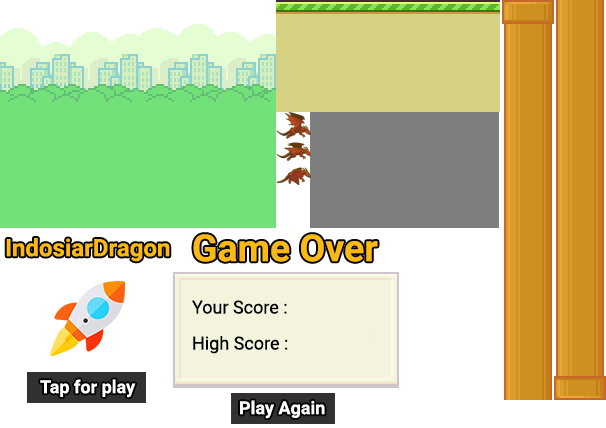 IndosiarDragon
Game Over
Your Score :
High Score :
Tap for play
Play Again